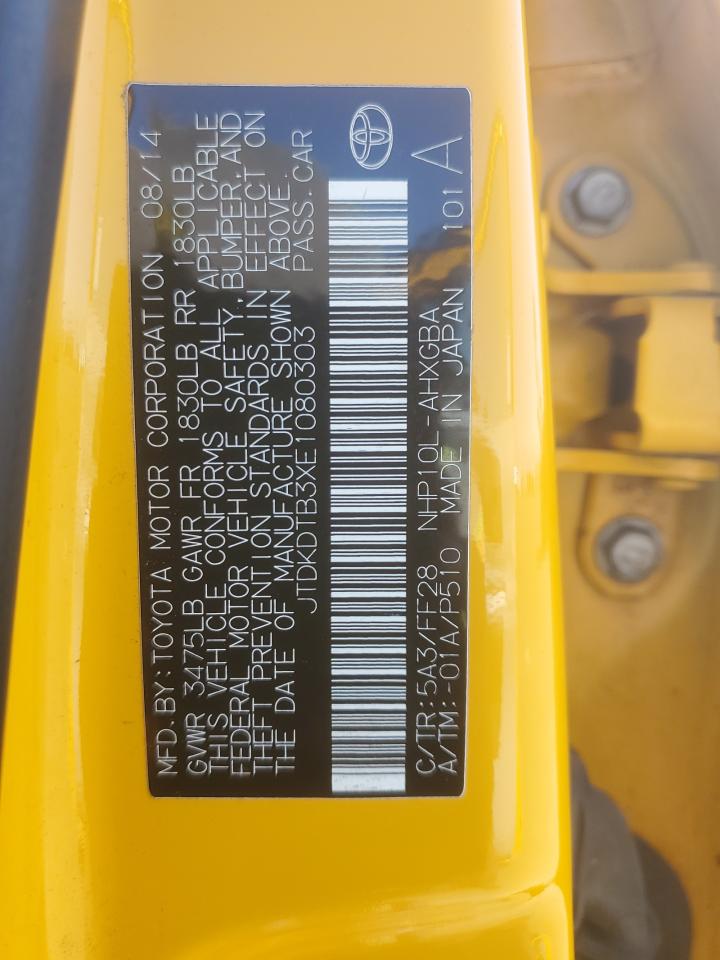 MFD.BY:TOYOTA MOTOR CORPORATION 08/14
GVWR 3475LB GAWR FR 1830LB RR 1830LB
THIS VEHICLE CONFORMS TO ALL APPLICABLE
FEDERAL MOTOR VEHICLE SAFETY,BUMPER,AND
THEFT PREVENTION STANDARDS IN EFFECT ON
THE DATE OF MANUFACTURE SHOWN ABOVE.
JTDKDTB3XE1080303 PASS.CAR
C/TR:5A3/FF28 NHP10L-AHXGBA 101
A/TM:-01A/P510 MADE IN JAPAN A